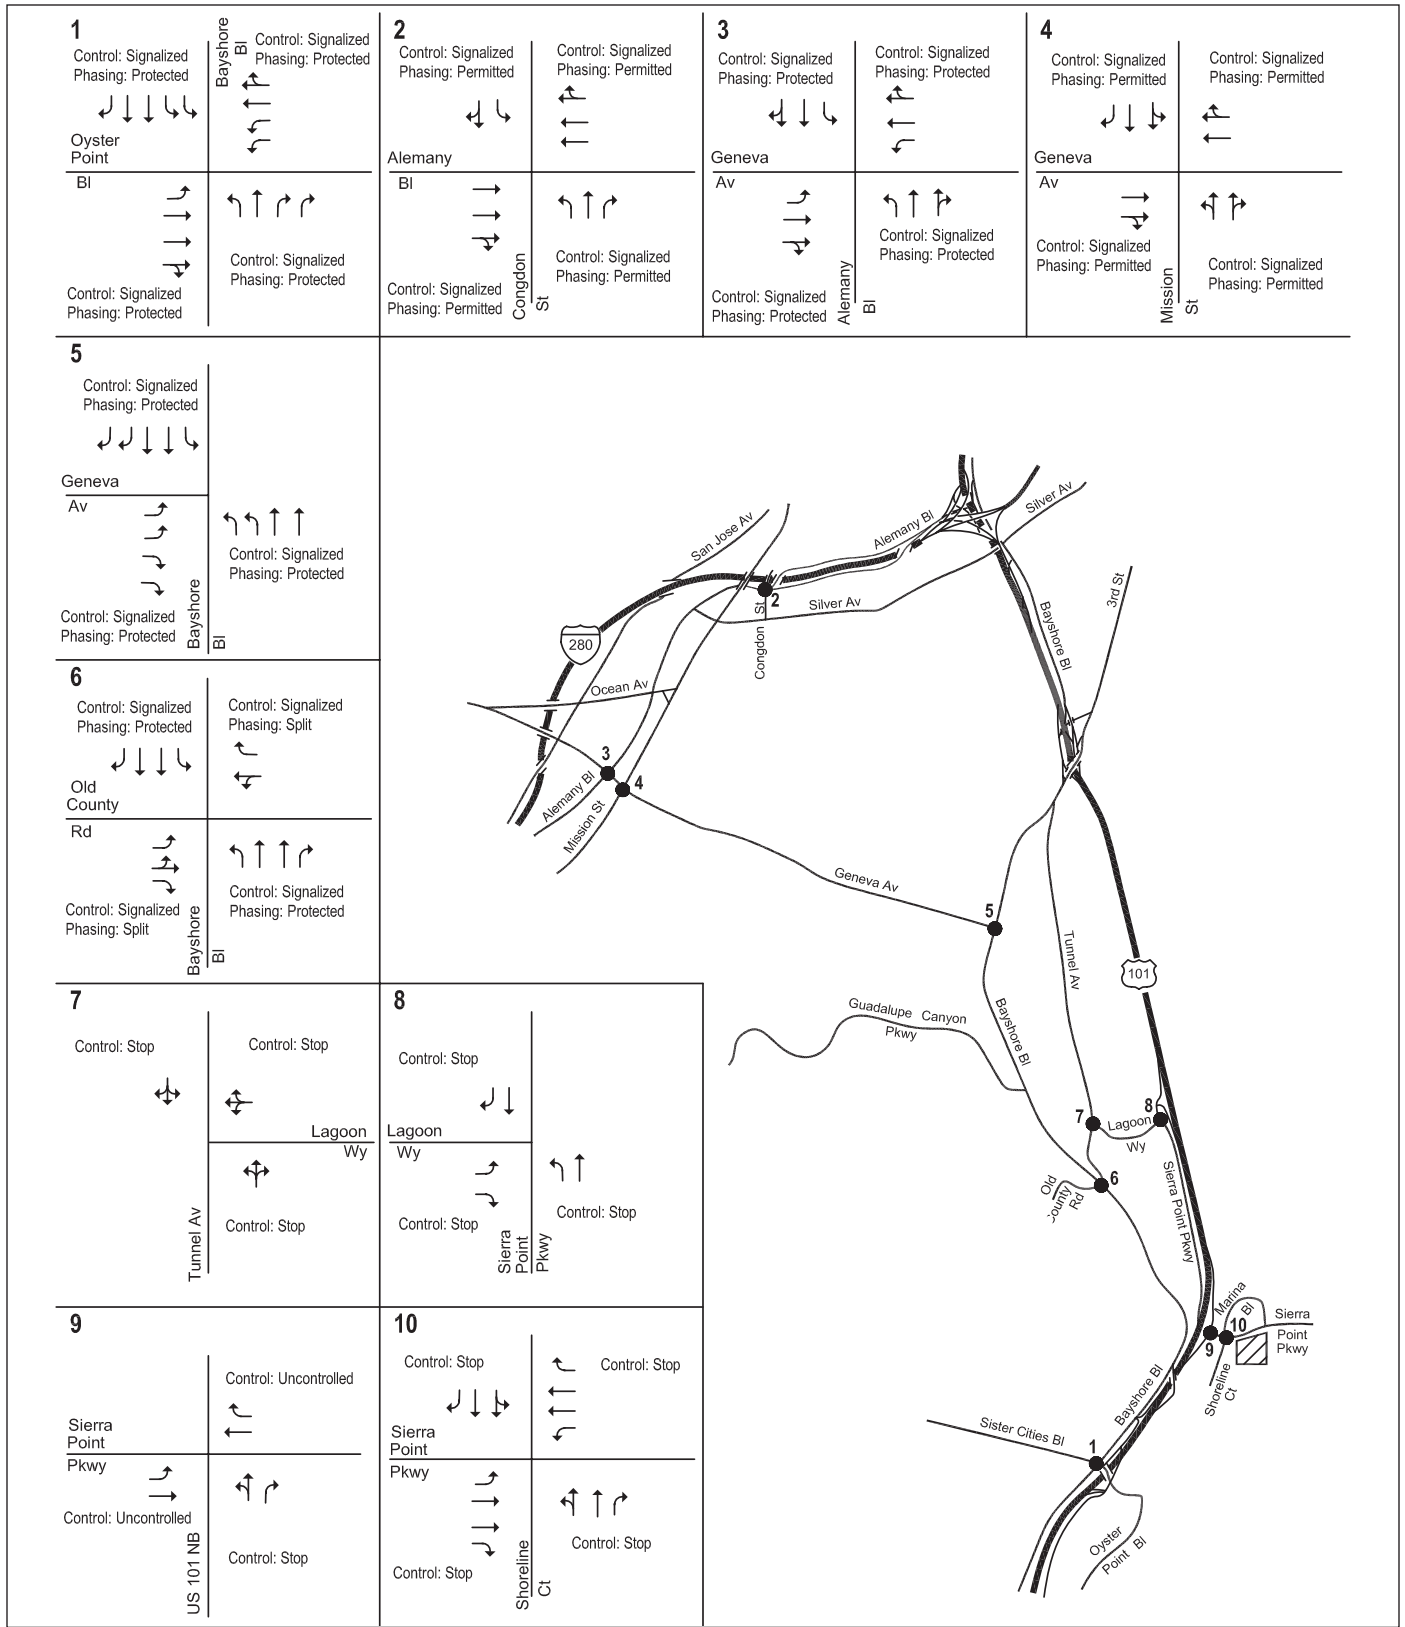 1
Control: Signalized
Phasing: Protected
Bayshore
Bl
Control: Signalized
Phasing: Protected
Oyster
Point
Bl
Control: Signalized
Phasing: Protected
Control: Signalized
Phasing: Protected
2
Control: Signalized
Phasing: Permitted
Control: Signalized
Phasing: Permitted
Alemany
Bl
Control: Signalized
Phasing: Permitted
Congdon
St
Control: Signalized
Phasing: Permitted
3
Control: Signalized
Phasing: Protected
Control: Signalized
Phasing: Protected
Geneva
Av
Control: Signalized
Phasing: Protected
Alemany
Bl
Control: Signalized
Phasing: Protected
4
Control: Signalized
Phasing: Permitted
Control: Signalized
Phasing: Permitted
Geneva
Av
Control: Signalized
Phasing: Permitted
Mission
St
Control: Signalized
Phasing: Permitted
5
Control: Signalized
Phasing: Protected
Geneva
Av
Control: Signalized
Phasing: Protected
Bayshore
Bl
Control: Signalized
Phasing: Protected
6
Control: Signalized
Phasing: Protected
Control: Signalized
Phasing: Split
Old
County
Rd
Control: Signalized
Phasing: Split
Bayshore
Bl
Control: Signalized
Phasing: Protected
7
Control: Stop
Control: Stop
Lagoon
Wy
Tunnel Av
Control: Stop
8
Control: Stop
Lagoon
Wy
Control: Stop
Sierra
Point
Pkwy
Control: Stop
9
Control: Uncontrolled
Sierra
Point
Pkwy
Control: Uncontrolled
US 101 NB
Control: Stop
10
Control: Stop
Control: Stop
Sierra
Point
Pkwy
Control: Stop
Shoreline
Ct
Control: Stop
San Jose Av
Alemany Bl
Silver Av
2
Silver Av
Congdon St
280
Bayshore Bl
3rd St
Ocean Av
3
4
Alemany Bl
Mission St
Geneva Av
5
Tunnel Av
101
Guadalupe Canyon
Pkwy
Bayshore Bl
7
Lagoon
Wy
8
6
Old
ounty
Rd
Sierra Point Pkwy
Marina
Bl
Sierra
Point
Pkwy
9
10
Shoreline
Ct
Bayshore Bl
Sister Cities Bl
1
Oyster
Point Bl